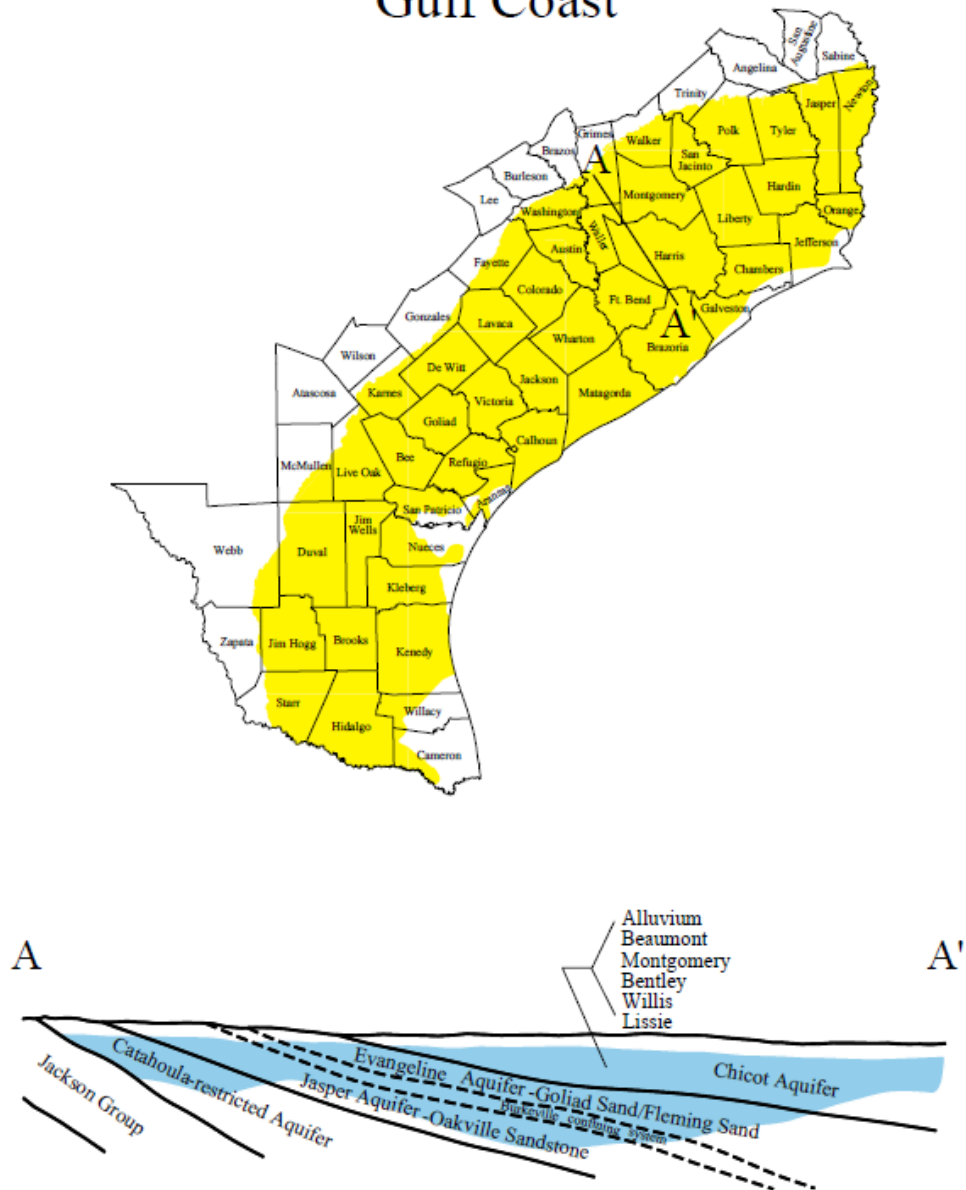 Gulf Coast
San
Augustine
Sabine
Angelina
Trinity
Jasper
Newton
Grimes
Walker
Polk
Tyler
Brazos
San
Jacinto
A
Burleson
Montgomery
Hardin
Lee
Washington
Liberty
Orange
Waller
Austin
Harris
Jefferson
Fayette
Chambers
Colorado
Ft. Bend
Galveston
Gonzales
Lavaca
A'
Wharton
Brazoria
Wilson
De Witt
Jackson
Atascosa
Karnes
Victoria
Matagorda
Goliad
Calhoun
McMullen
Live Oak
Bee
Refugio
Aransas
San Patricio
Jim
Wells
Webb
Duval
Nueces
Kleberg
Zapata
Jim Hogg
Brooks
Kenedy
Starr
Willacy
Hidalgo
Cameron
A
A'
Alluvium
Beaumont
Montgomery
Bentley
Willis
Lissie
Jackson Group
Catahoula-restricted Aquifer
Jasper Aquifer-Oakville Sandstone
Burkeville confining system
Evangeline Aquifer-Goliad Sand/Fleming Sand
Chicot Aquifer